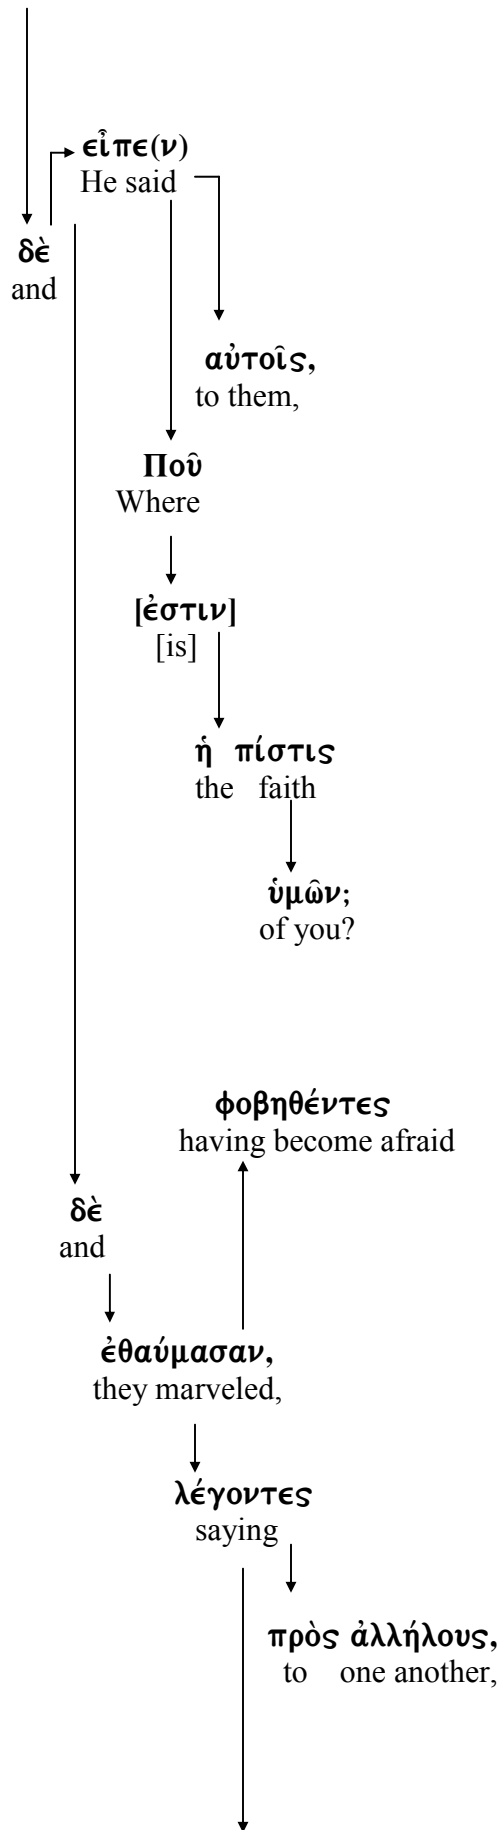 εἶπε(ν)
He said
δὲ
and
αὐτοῖς,
to them,
Ποῦ
Where
[ἐστιν]
[is]
ἡ πίστις
the faith
ὑμῶν;
of you?
φοβηθέντες
having become afraid
δὲ
and
ἐθαύμασαν,
they marveled,
λέγοντες
saying
πρὸς ἀλλήλους,
to one another,